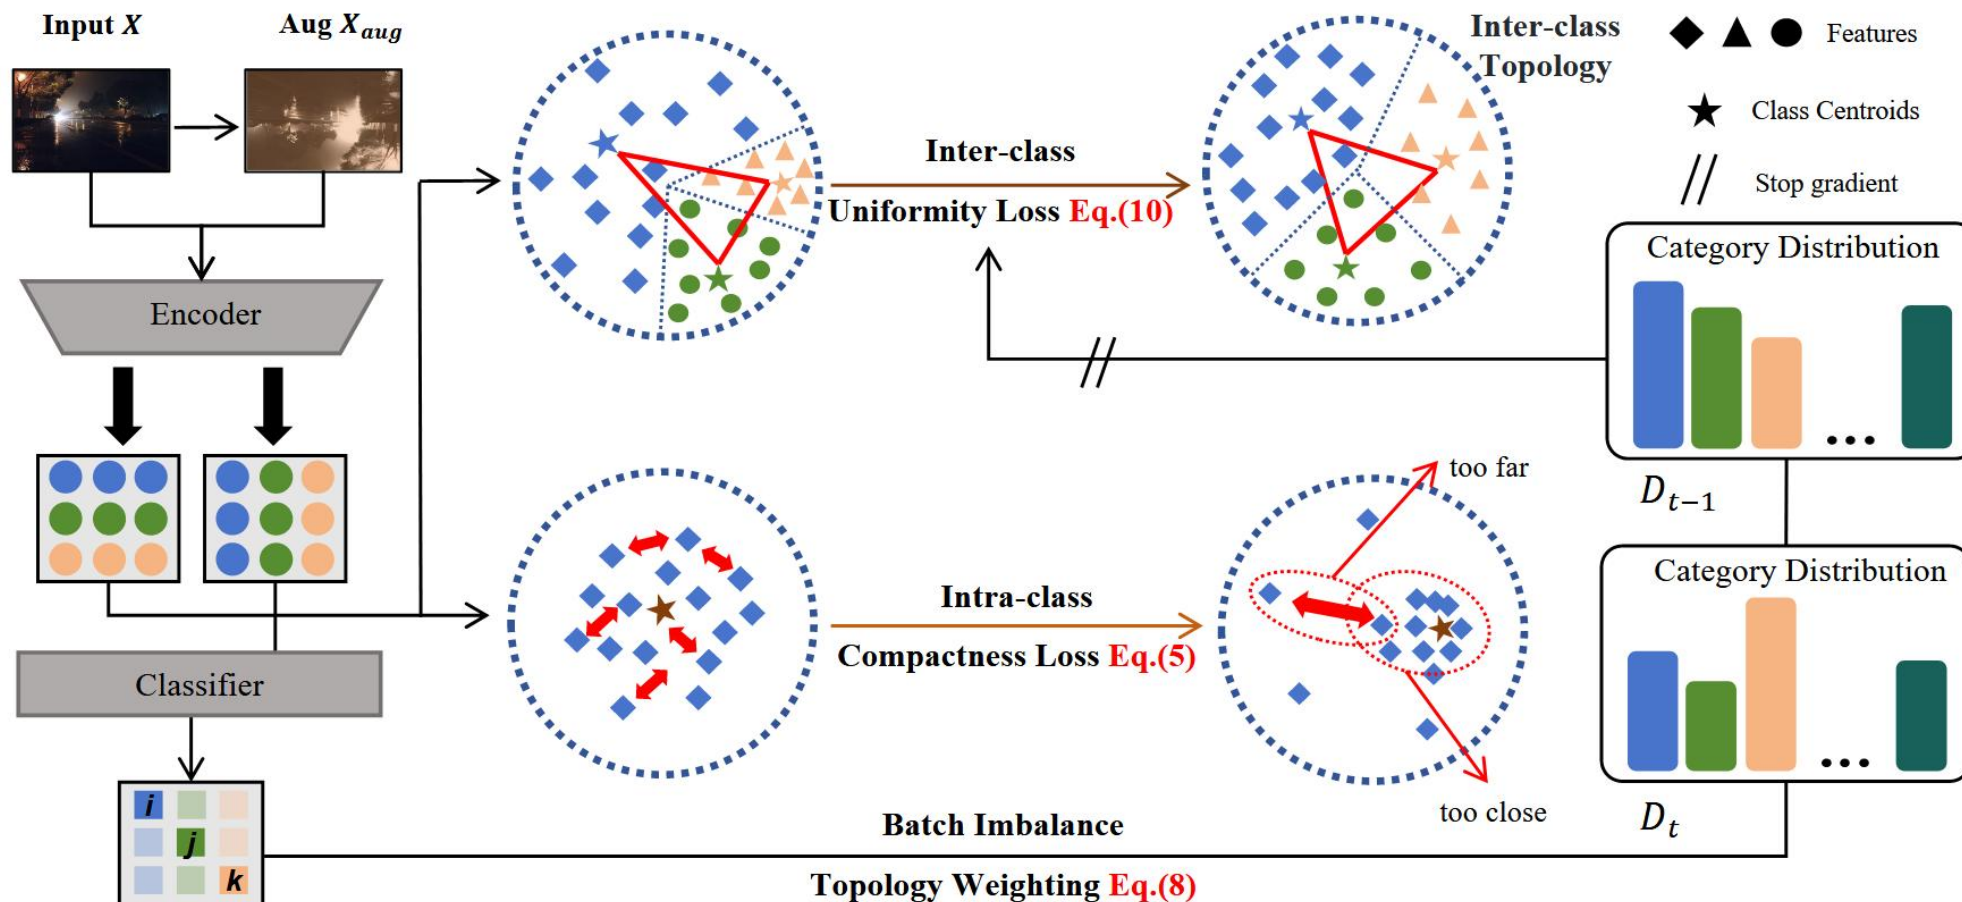 Input X
Aug X_aug
Inter-class
Topology
Features
Class Centroids
Stop gradient
Inter-class
Uniformity Loss Eq.(10)
Encoder
Category Distribution
...
D_{t-1}
too far
Intra-class
Compactness Loss Eq.(5)
Category Distribution
...
D_t
too close
Classifier
i
j
k
Batch Imbalance
Topology Weighting Eq.(8)